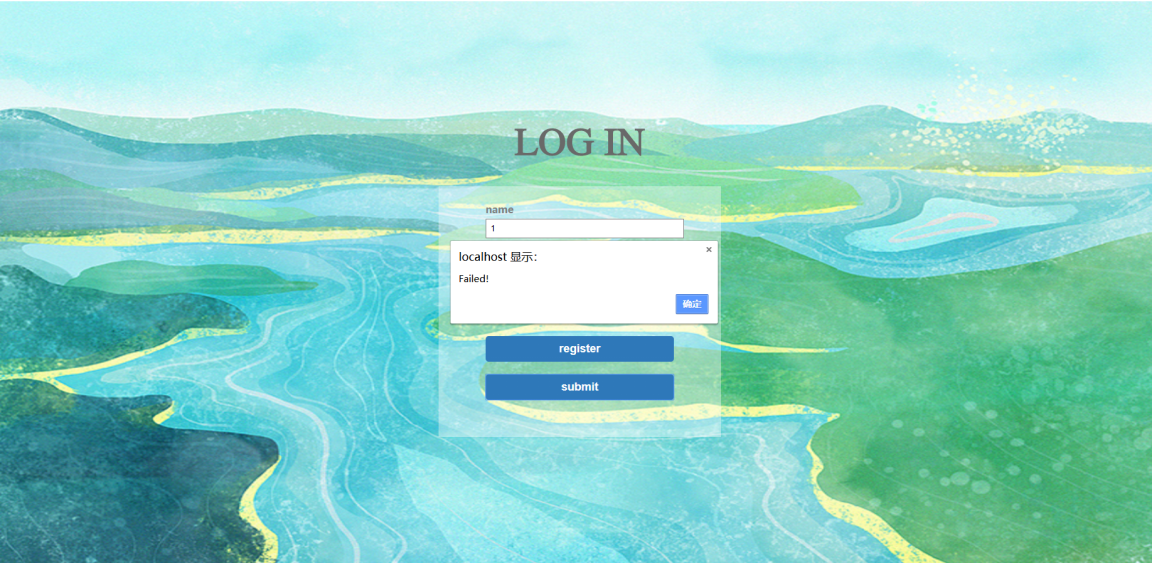 LOG IN
name
1
localhost 显示：
×
Failed!
确定
register
submit